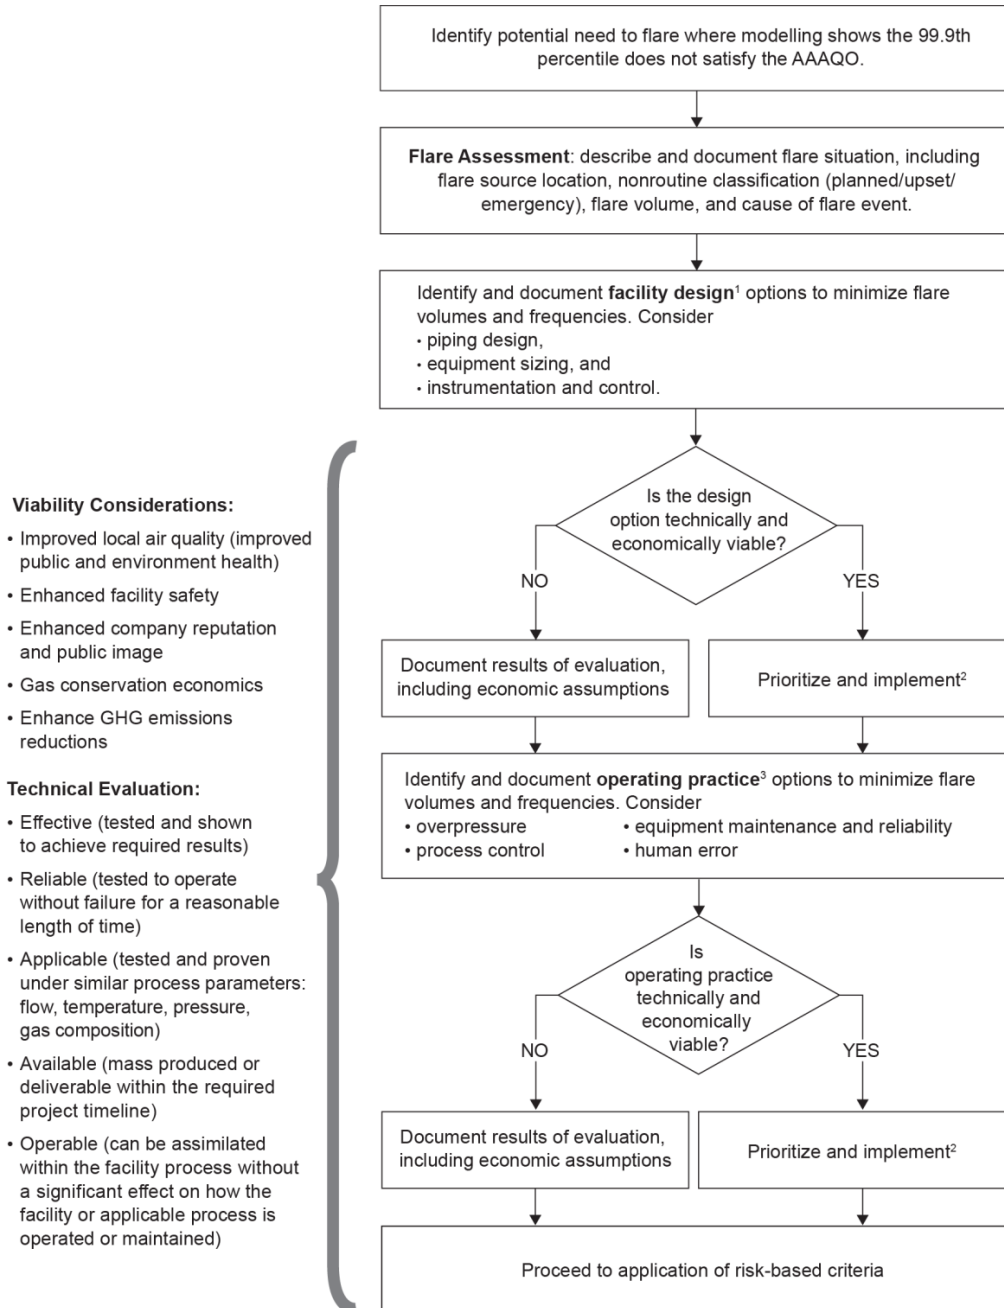 Identify potential need to flare where modelling shows the 99.9th
percentile does not satisfy the AAAQO.
Flare Assessment: describe and document flare situation, including
flare source location, nonroutine classification (planned/upset/
emergency), flare volume, and cause of flare event.
Identify and document facility design¹ options to minimize flare
volumes and frequencies. Consider
• piping design,
• equipment sizing, and
• instrumentation and control.
Is the design
option technically and
economically viable?
NO
YES
Document results of evaluation,
including economic assumptions
Prioritize and implement²
Identify and document operating practice³ options to minimize flare
volumes and frequencies. Consider
• overpressure
• equipment maintenance and reliability
• process control
• human error
Is
operating practice
technically and
economically
viable?
NO
YES
Document results of evaluation,
including economic assumptions
Prioritize and implement²
Proceed to application of risk-based criteria
Viability Considerations:
• Improved local air quality (improved
public and environment health)
• Enhanced facility safety
• Enhanced company reputation
and public image
• Gas conservation economics
• Enhance GHG emissions
reductions
Technical Evaluation:
• Effective (tested and shown
to achieve required results)
• Reliable (tested to operate
without failure for a reasonable
length of time)
• Applicable (tested and proven
under similar process parameters:
flow, temperature, pressure,
gas composition)
• Available (mass produced or
deliverable within the required
project timeline)
• Operable (can be assimilated
within the facility process without
a significant effect on how the
facility or applicable process is
operated or maintained)